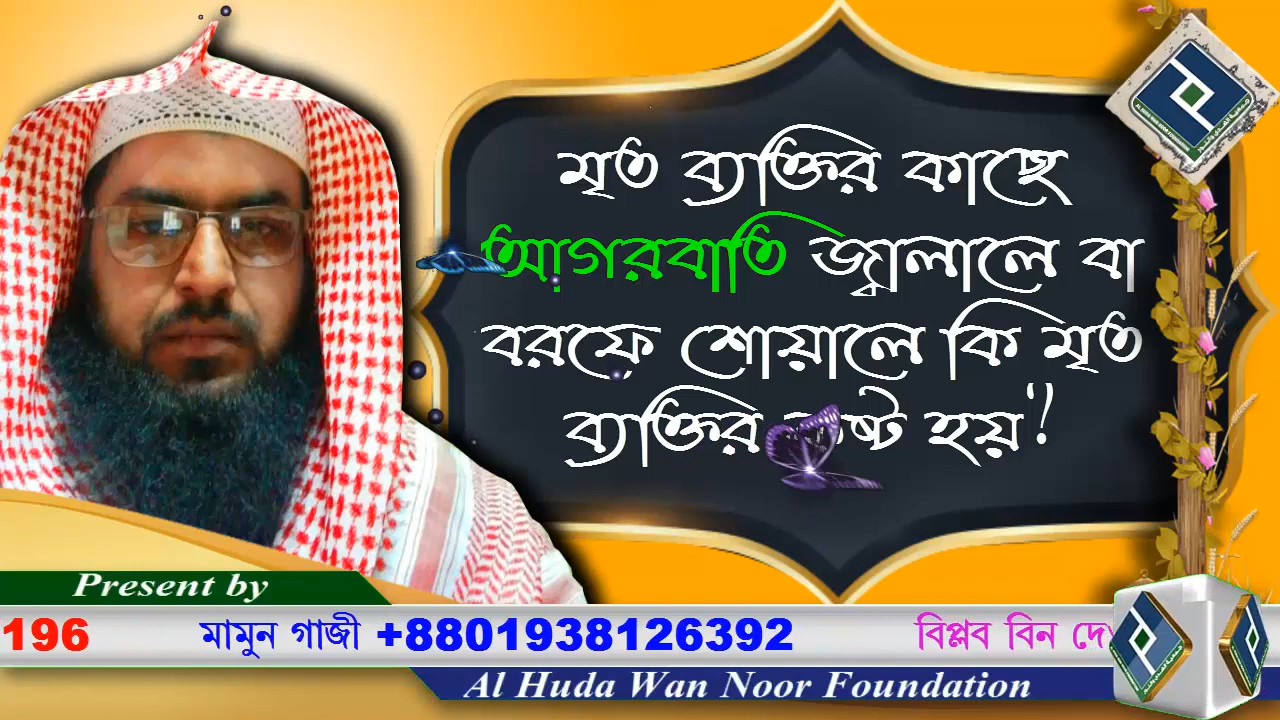 মৃত ব্যক্তির কাছে
আগরবাতি জ্বালালে বা
বরফে শোয়ালে কি মৃত
ব্যক্তির কষ্ট হয়?
Present by
196 মামুন গাজী +8801938126392 বিপ্লব বিন
Al Huda Wan Noor Foundation